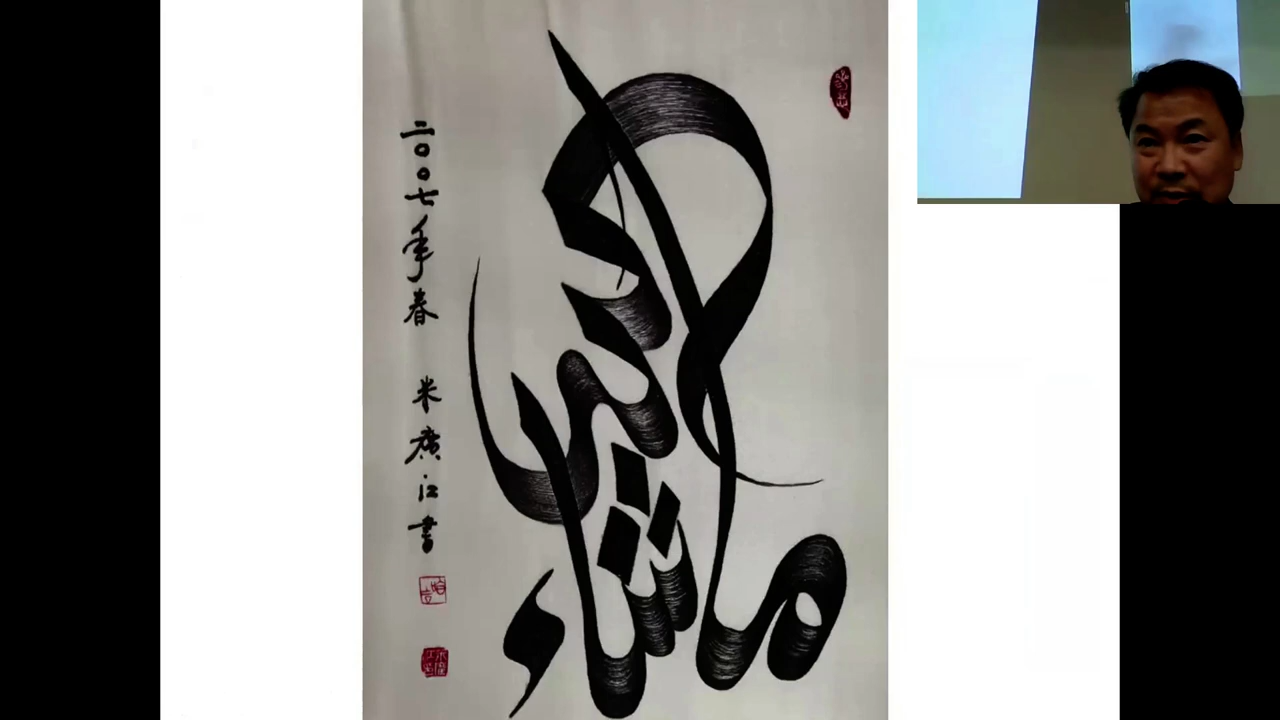 ما شاء الله
二〇〇七年春 米廣江書